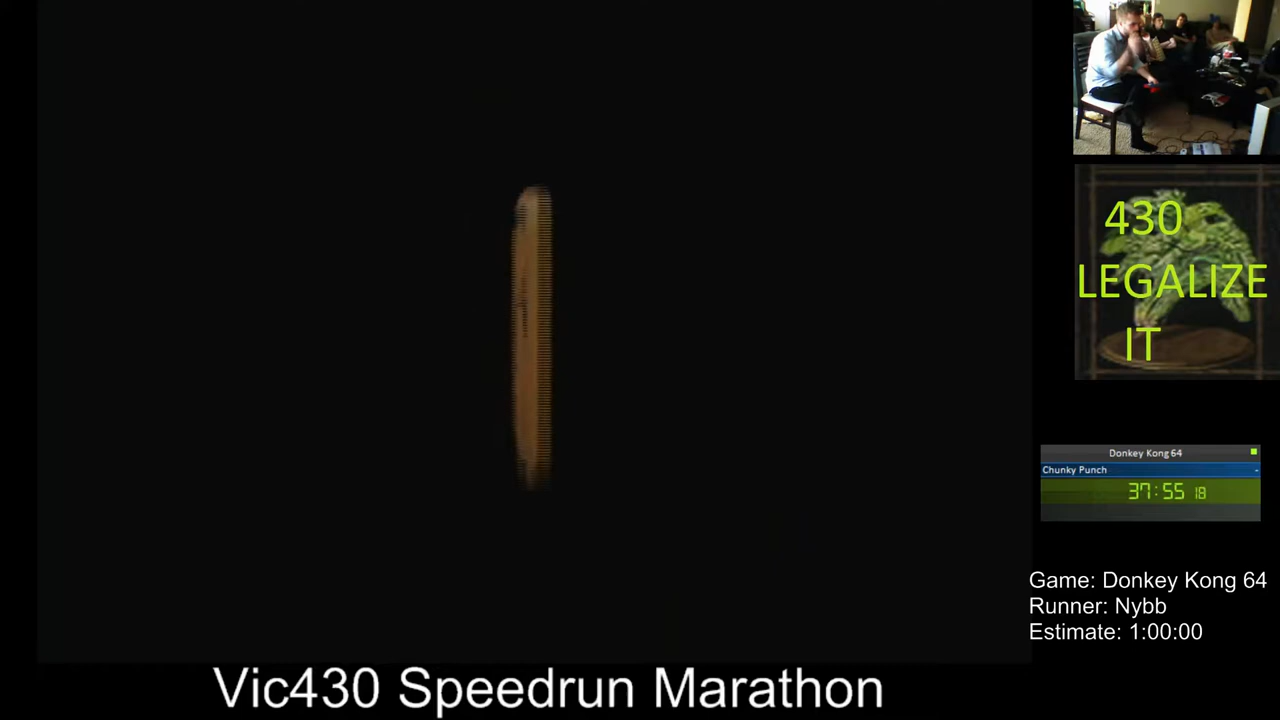 430
LEGALIZE
IT
Donkey Kong 64
Chunky Punch -
37:55 18
Game: Donkey Kong 64
Runner: Nybb
Estimate: 1:00:00
Vic430 Speedrun Marathon